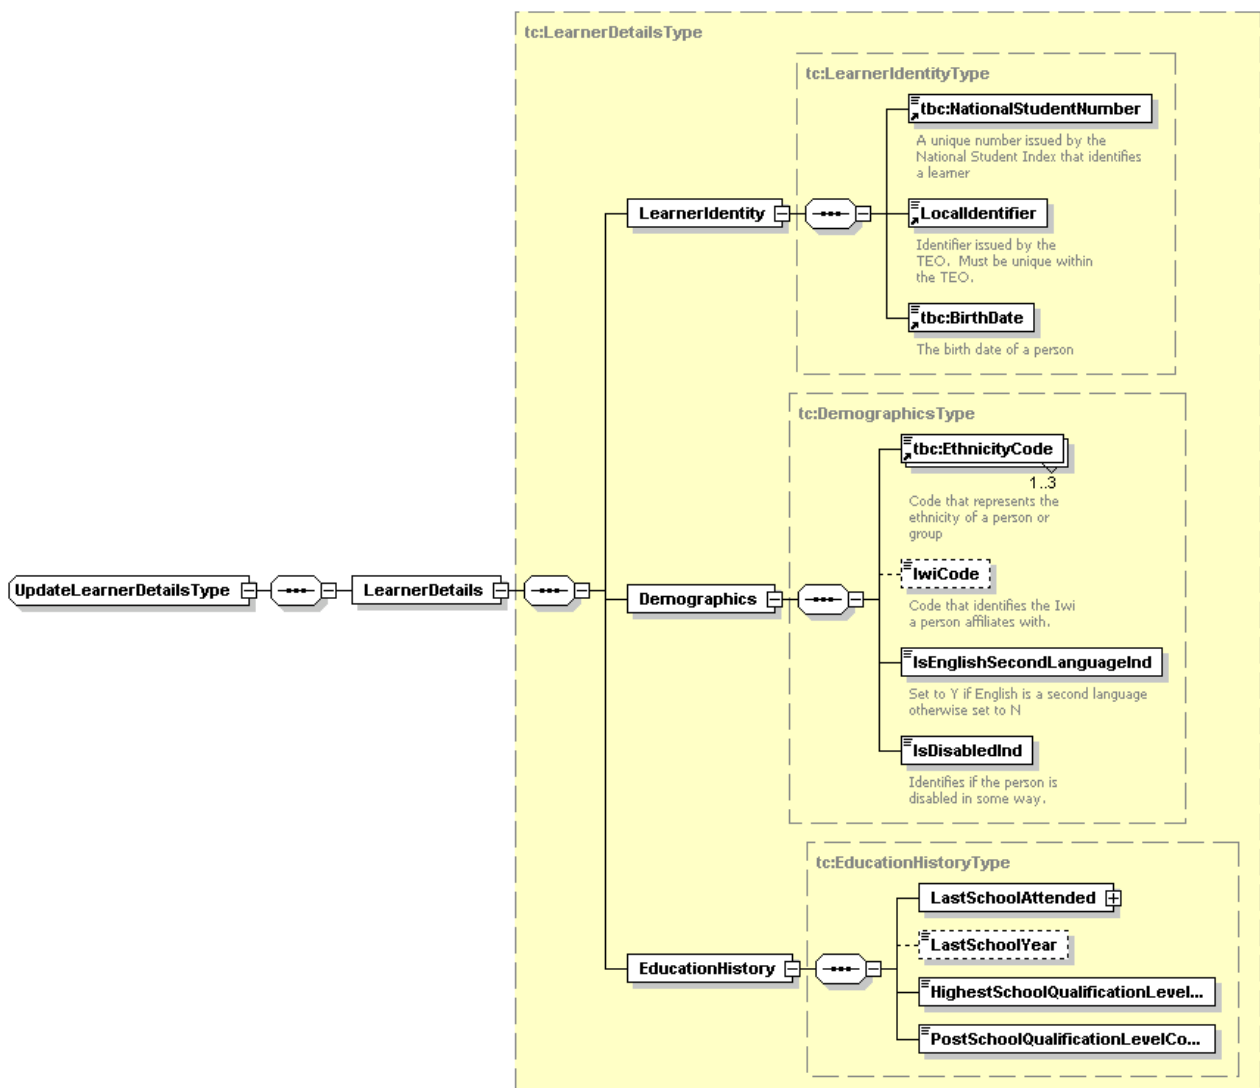 tc:LearnerDetailsType
tc:LearnerIdentityType
tbc:NationalStudentNumber
A unique number issued by the
National Student Index that identifies
a learner
LearnerIdentity
LocalIdentifier
Identifier issued by the
TEO. Must be unique within
the TEO.
tbc:BirthDate
The birth date of a person
tc:DemographicsType
tbc:EthnicityCode
1..3
Code that represents the
ethnicity of a person or
group
UpdateLearnerDetailsType
LearnerDetails
Demographics
IwiCode
Code that identifies the Iwi
a person affiliates with.
IsEnglishSecondLanguageInd
Set to Y if English is a second language
otherwise set to N
IsDisabledInd
Identifies if the person is
disabled in some way.
tc:EducationHistoryType
LastSchoolAttended
LastSchoolYear
EducationHistory
HighestSchoolQualificationLevel...
PostSchoolQualificationLevelCo...